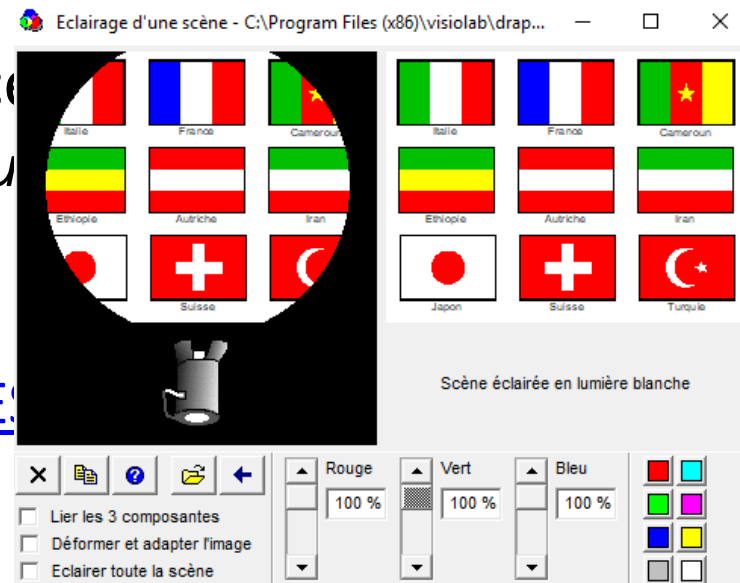 Eclairage d'une scène - C:\Program Files (x86)\visiolab\drap...
Italie France Cameroun
Italie France Cameroun
Ethiopie Autriche Iran
Ethiopie Autriche Iran
Suisse
Japon Suisse Turquie
Scène éclairée en lumière blanche
Rouge Vert Bleu
100 % 100 % 100 %
Lier les 3 composantes
Déformer et adapter l'image
Eclairer toute la scène